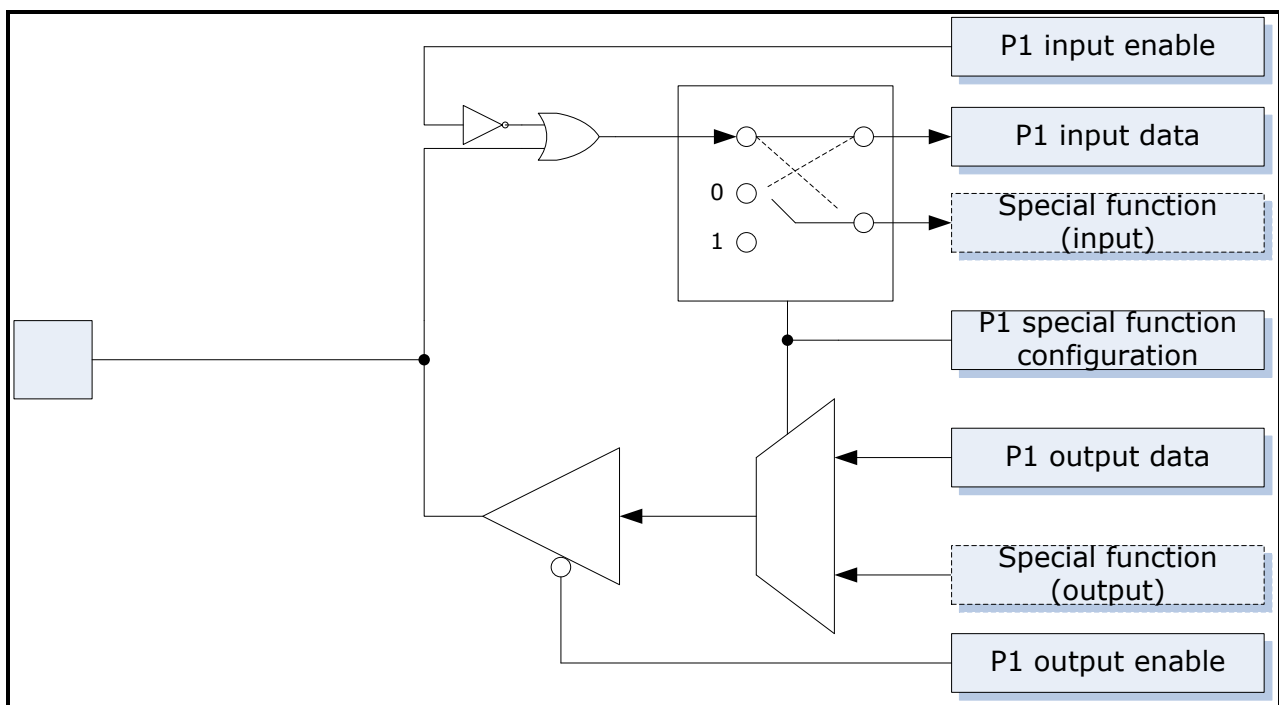 P1 input enable
P1 input data
0
Special function
(input)
1
P1 special function
configuration
P1 output data
Special function
(output)
P1 output enable